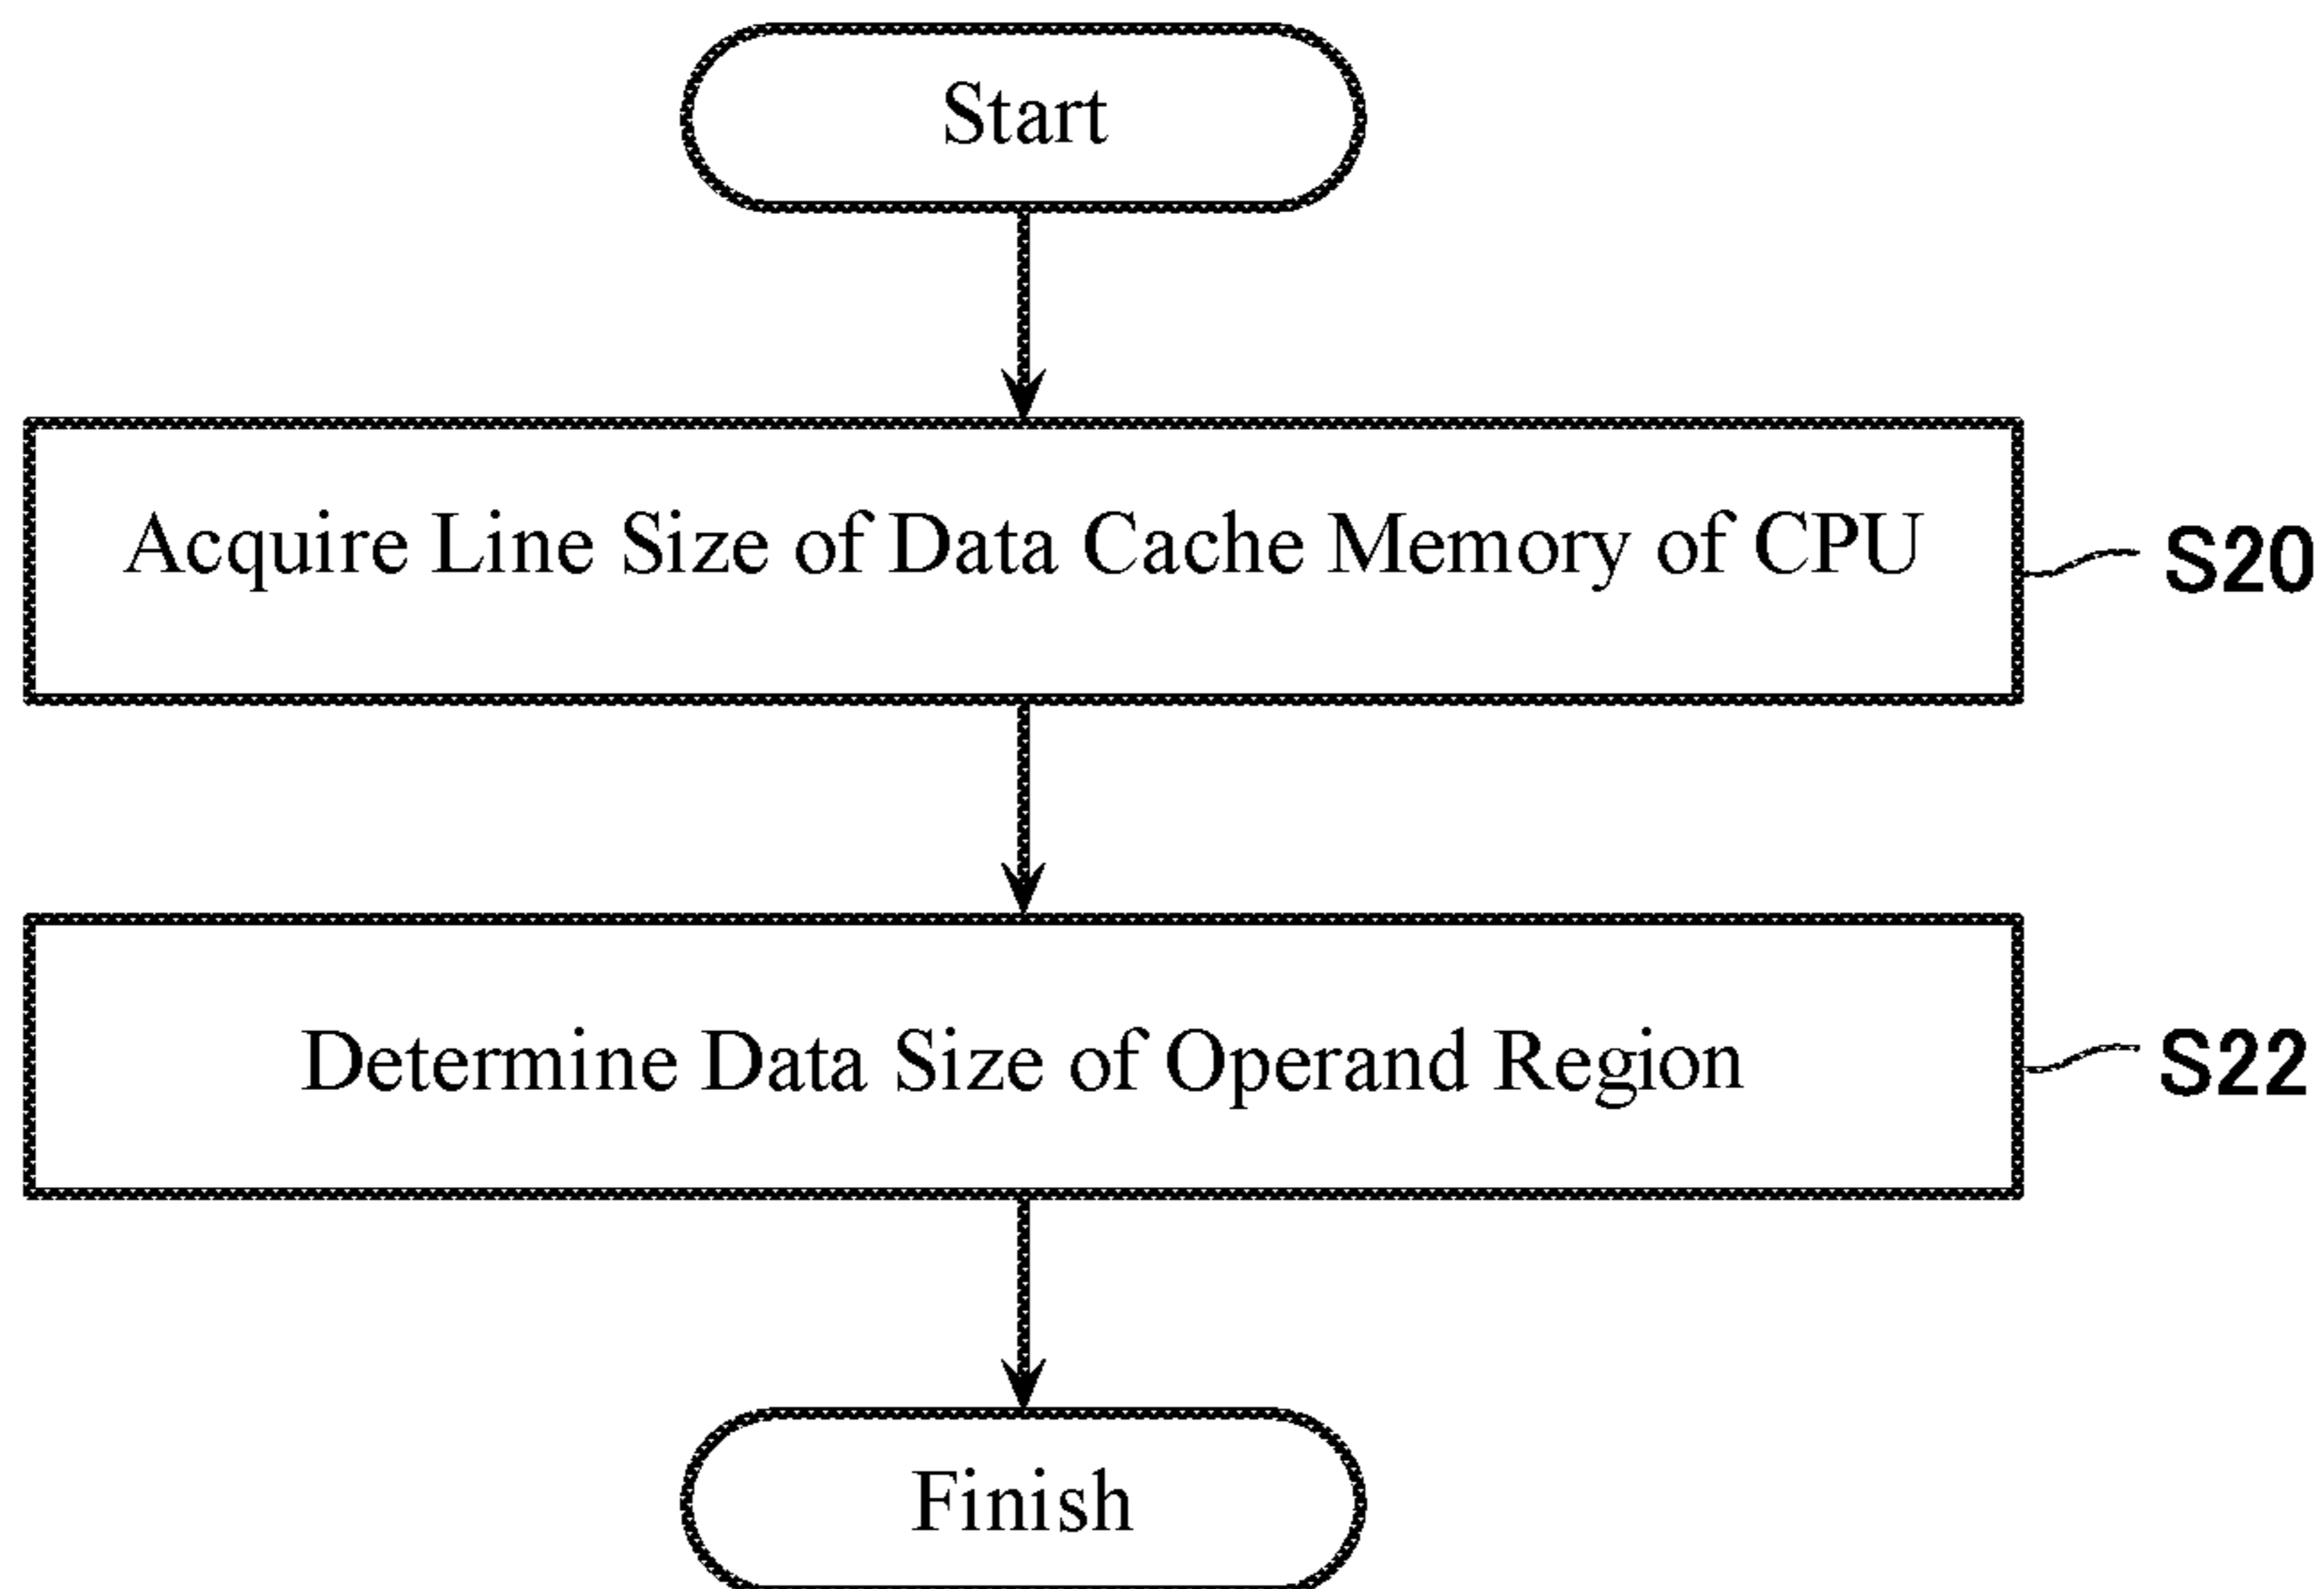 Start
Acquire Line Size of Data Cache Memory of CPU
S20
Determine Data Size of Operand Region
S22
Finish